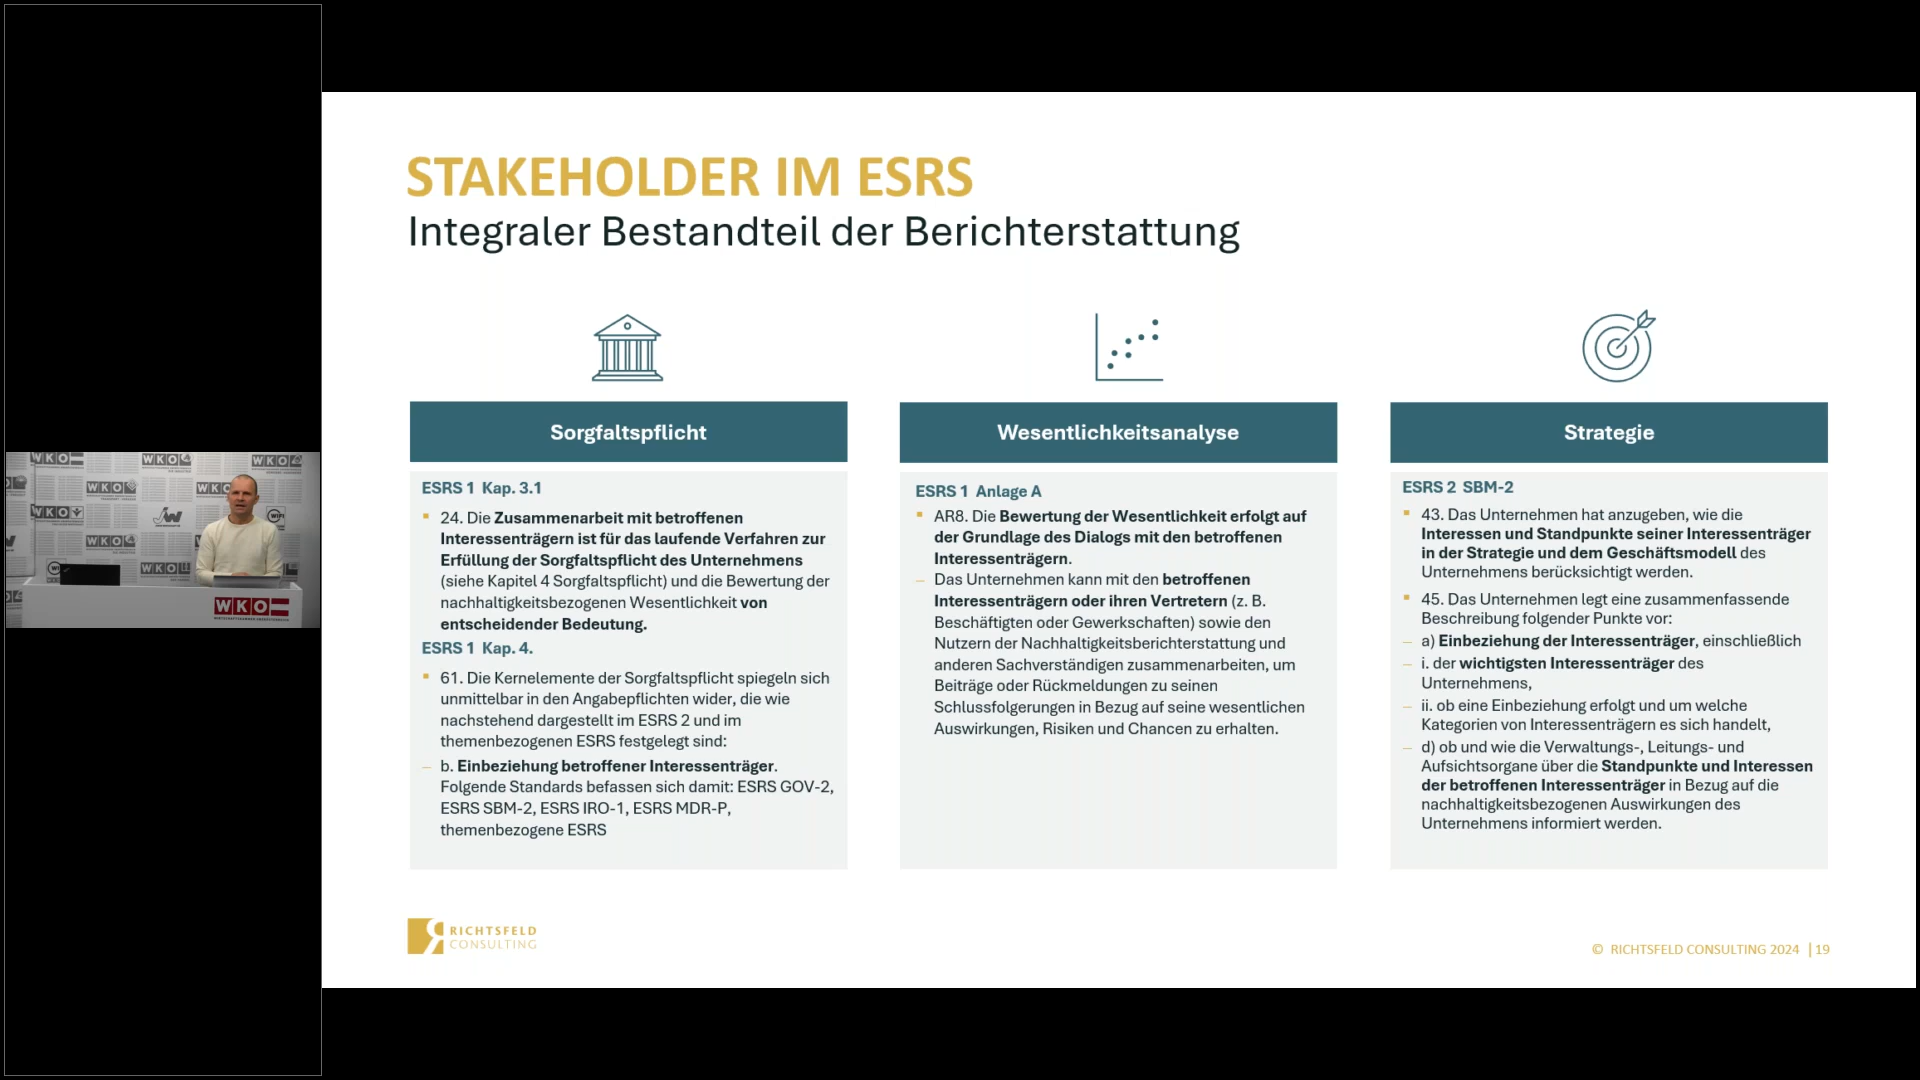 STAKEHOLDER IM ESRS
Integraler Bestandteil der Berichterstattung
Sorgfaltspflicht
ESRS 1 Kap. 3.1
24. Die Zusammenarbeit mit betroffenen
Interessenträgern ist für das laufende Verfahren zur
Erfüllung der Sorgfaltspflicht des Unternehmens
(siehe Kapitel 4 Sorgfaltspflicht) und die Bewertung der
nachhaltigkeitsbezogenen Wesentlichkeit von
entscheidender Bedeutung.
ESRS 1 Kap. 4.
61. Die Kernelemente der Sorgfaltspflicht spiegeln sich
unmittelbar in den Angabepflichten wider, die wie
nachstehend dargestellt im ESRS 2 und im
themenbezogenen ESRS festgelegt sind:
– b. Einbeziehung betroffener Interessenträger.
Folgende Standards befassen sich damit: ESRS GOV-2,
ESRS SBM-2, ESRS IRO-1, ESRS MDR-P,
themenbezogene ESRS
Wesentlichkeitsanalyse
ESRS 1 Anlage A
AR8. Die Bewertung der Wesentlichkeit erfolgt auf
der Grundlage des Dialogs mit den betroffenen
Interessenträgern.
– Das Unternehmen kann mit den betroffenen
Interessenträgern oder ihren Vertretern (z. B.
Beschäftigten oder Gewerkschaften) sowie den
Nutzern der Nachhaltigkeitsberichterstattung und
anderen Sachverständigen zusammenarbeiten, um
Beiträge oder Rückmeldungen zu seinen
Schlussfolgerungen in Bezug auf seine wesentlichen
Auswirkungen, Risiken und Chancen zu erhalten.
Strategie
ESRS 2 SBM-2
43. Das Unternehmen hat anzugeben, wie die
Interessen und Standpunkte seiner Interessenträger
in der Strategie und dem Geschäftsmodell des
Unternehmens berücksichtigt werden.
45. Das Unternehmen legt eine zusammenfassende
Beschreibung folgender Punkte vor:
– a) Einbeziehung der Interessenträger, einschließlich
– i. der wichtigsten Interessenträger des
Unternehmens,
– ii. ob eine Einbeziehung erfolgt und um welche
Kategorien von Interessenträgern es sich handelt,
– d) ob und wie die Verwaltungs-, Leitungs- und
Aufsichtsorgane über die Standpunkte und Interessen
der betroffenen Interessenträger in Bezug auf die
nachhaltigkeitsbezogenen Auswirkungen des
Unternehmens informiert werden.
RICHTSFELD
CONSULTING
© RICHTSFELD CONSULTING 2024 | 19
WKO
WKO
WKO
WKO
WKO
WKO
WKO
WKO
JW
WKO